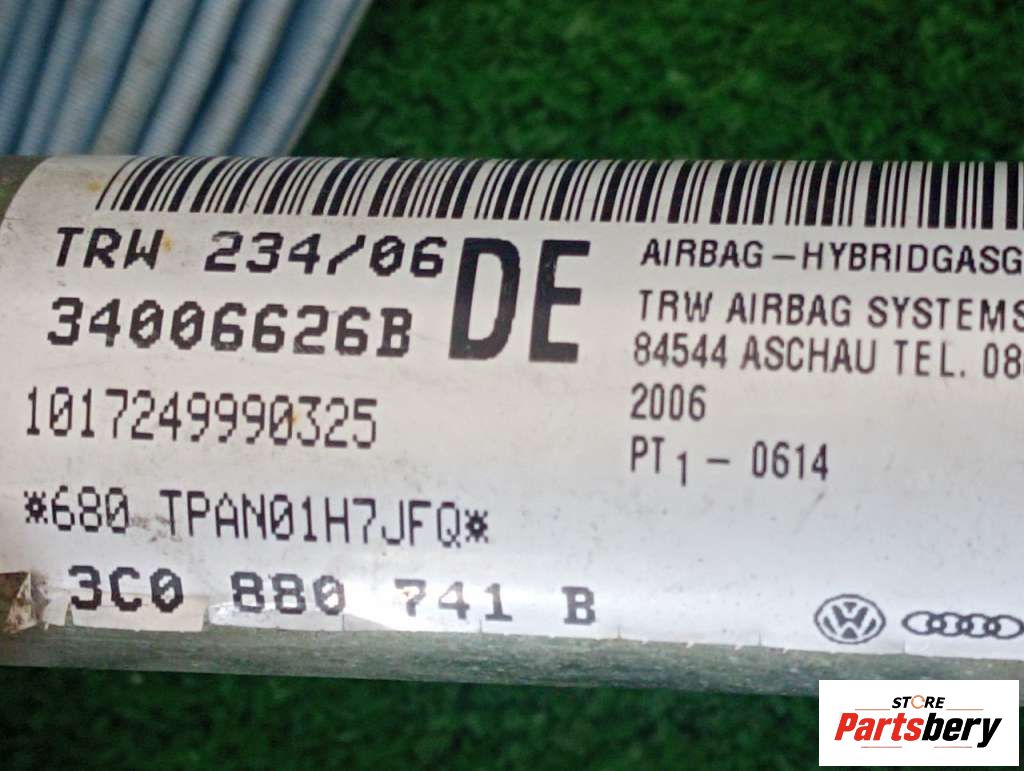 TRW 234/06
34006626B
DE
1017249990325
*680 TPAN01H7JFQ*
3C0 880 741 B
AIRBAG-HYBRIDGASG
TRW AIRBAG SYSTEMS
84544 ASCHAU TEL. 08
2006
PT1-0614
STORE
Partsbery